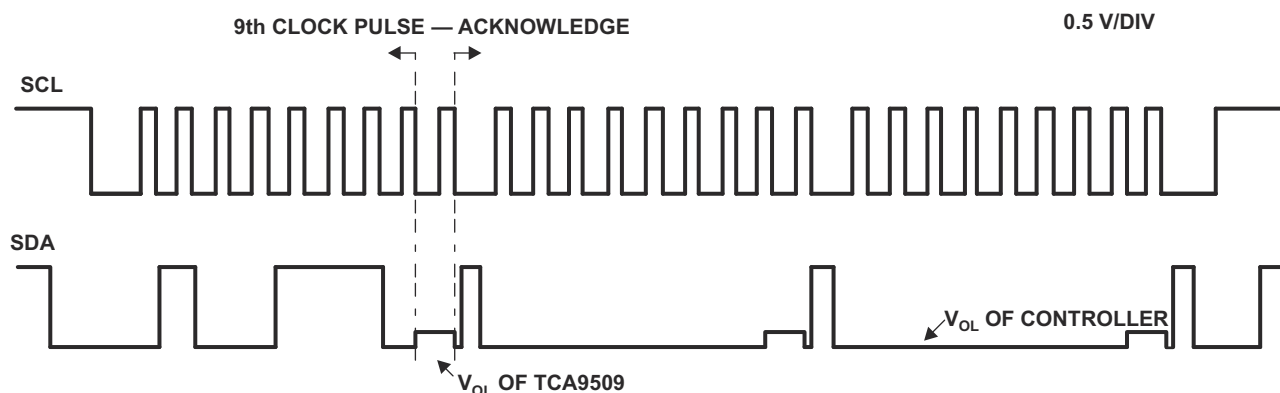 9th CLOCK PULSE — ACKNOWLEDGE
0.5 V/DIV
SCL
SDA
VOL OF CONTROLLER
VOL OF TCA9509